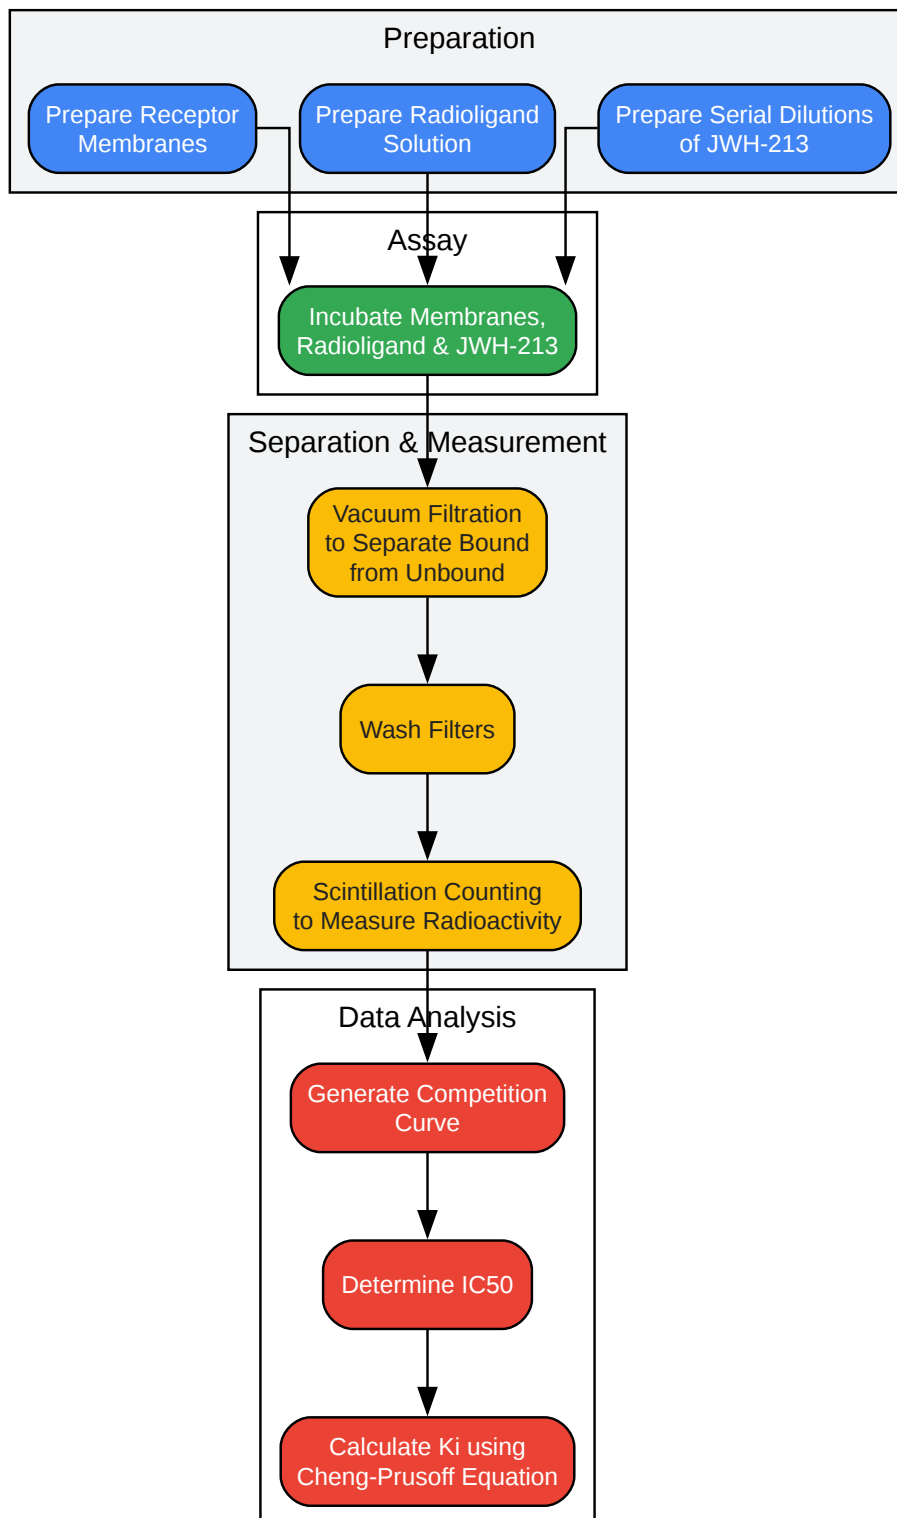 Preparation
Prepare Receptor
Membranes
Prepare Radioligand
Solution
Prepare Serial Dilutions
of JWH-213
Assay
Incubate Membranes,
Radioligand & JWH-213
Separation & Measurement
Vacuum Filtration
to Separate Bound
from Unbound
Wash Filters
Scintillation Counting
to Measure Radioactivity
Data Analysis
Generate Competition
Curve
Determine IC50
Calculate Ki using
Cheng-Prusoff Equation